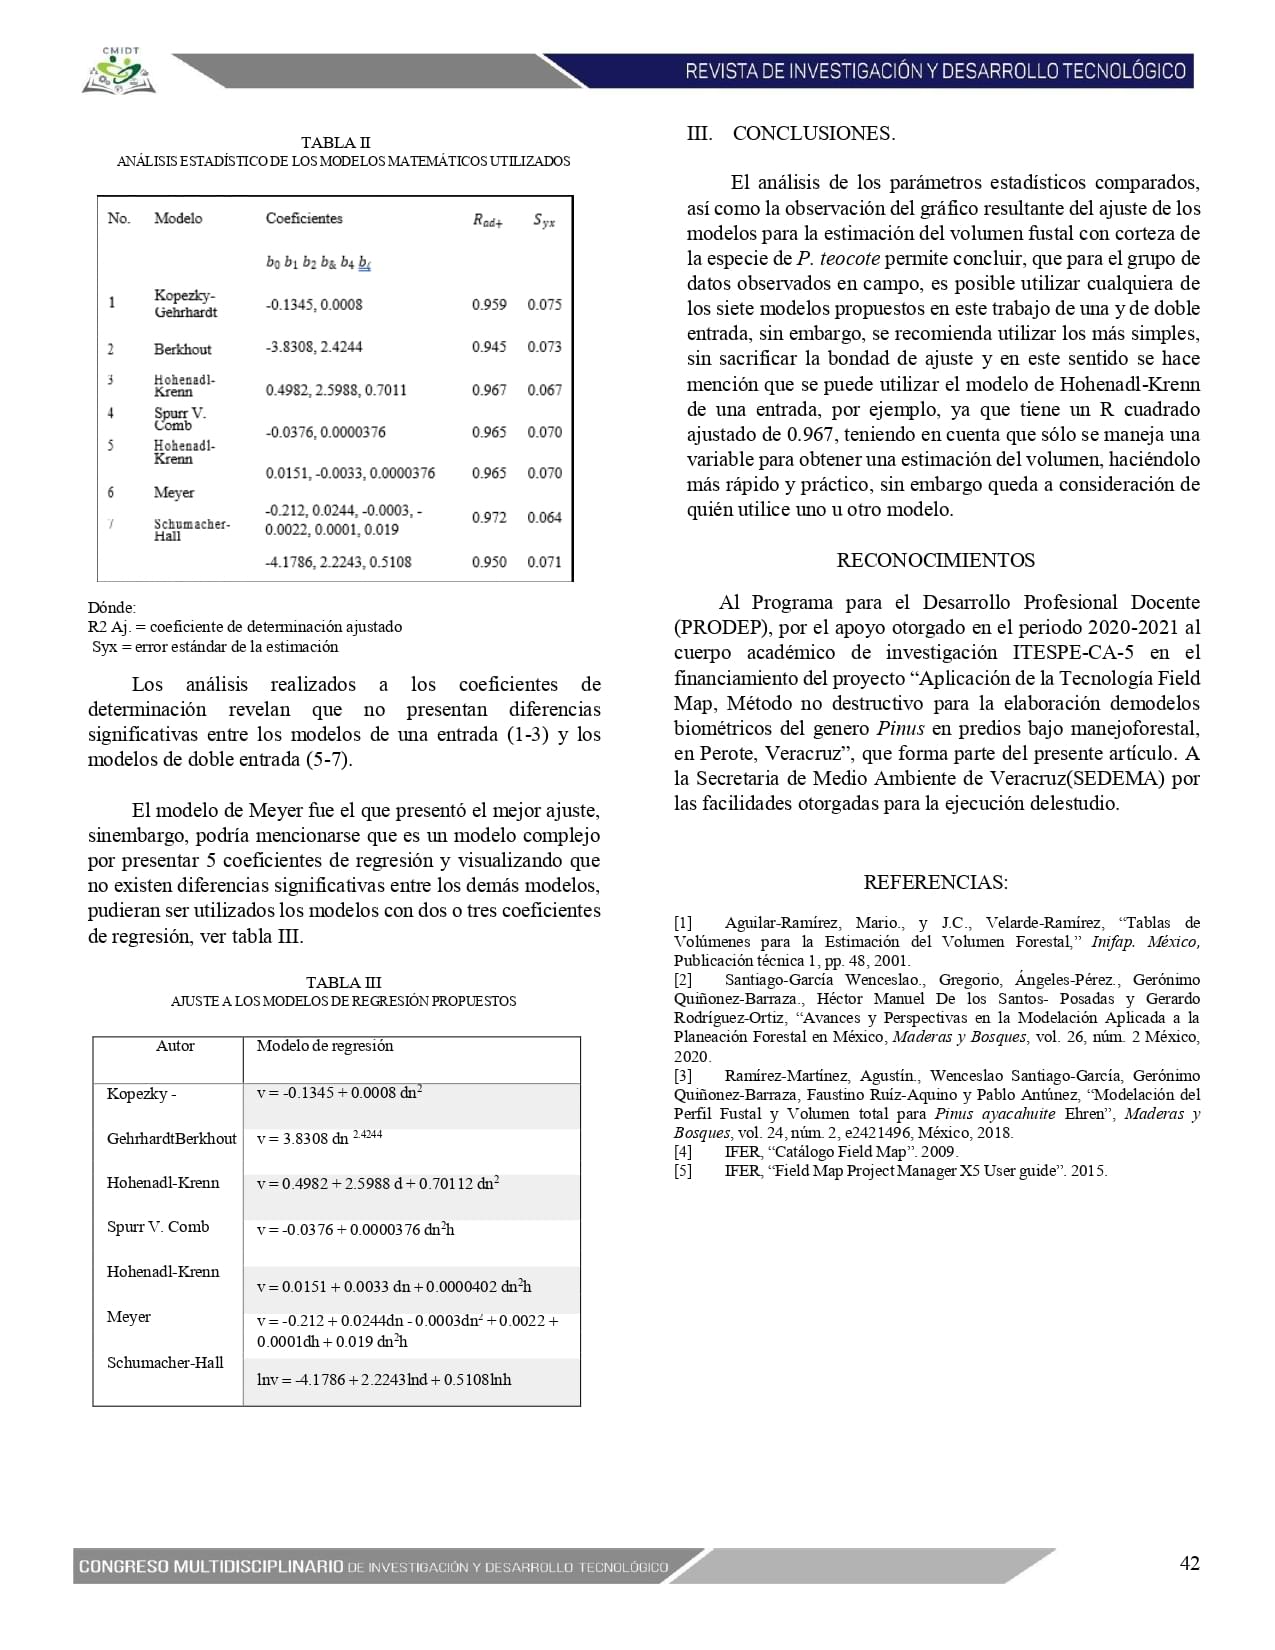 CMIDT
REVISTA DE INVESTIGACIÓN Y DESARROLLO TECNOLÓGICO
TABLA II
ANÁLISIS ESTADÍSTICO DE LOS MODELOS MATEMÁTICOS UTILIZADOS
No. Modelo Coeficientes R_ad+ S_yx
b0 b1 b2 b& b4 b(
1 Kopezky-Gehrhardt -0.1345, 0.0008 0.959 0.075
2 Berkhout -3.8308, 2.4244 0.945 0.073
3 Hohenadl-Krenn 0.4982, 2.5988, 0.7011 0.967 0.067
4 Spurr V. Comb -0.0376, 0.0000376 0.965 0.070
5 Hohenadl-Krenn 0.0151, -0.0033, 0.0000376 0.965 0.070
6 Meyer -0.212, 0.0244, -0.0003, -
0.0022, 0.0001, 0.019 0.972 0.064
7 Schumacher-Hall -4.1786, 2.2243, 0.5108 0.950 0.071
Dónde:
R2 Aj. = coeficiente de determinación ajustado
Syx = error estándar de la estimación
Los análisis realizados a los coeficientes de
determinación revelan que no presentan diferencias
significativas entre los modelos de una entrada (1-3) y los
modelos de doble entrada (5-7).
El modelo de Meyer fue el que presentó el mejor ajuste,
sinembargo, podría mencionarse que es un modelo complejo
por presentar 5 coeficientes de regresión y visualizando que
no existen diferencias significativas entre los demás modelos,
pudieran ser utilizados los modelos con dos o tres coeficientes
de regresión, ver tabla III.
TABLA III
AJUSTE A LOS MODELOS DE REGRESIÓN PROPUESTOS
Autor Modelo de regresión
Kopezky - v = -0.1345 + 0.0008 dn²
GehrhardtBerkhout v = 3.8308 dn 2.4244
Hohenadl-Krenn v = 0.4982 + 2.5988 d + 0.70112 dn²
Spurr V. Comb v = -0.0376 + 0.0000376 dn²h
Hohenadl-Krenn v = 0.0151 + 0.0033 dn + 0.0000402 dn²h
Meyer v = -0.212 + 0.0244dn - 0.0003dn² + 0.0022 +
0.0001dh + 0.019 dn²h
Schumacher-Hall lnv = -4.1786 + 2.2243lnd + 0.5108lnh
III. CONCLUSIONES.
El análisis de los parámetros estadísticos comparados,
así como la observación del gráfico resultante del ajuste de los
modelos para la estimación del volumen fustal con corteza de
la especie de P. teocote permite concluir, que para el grupo de
datos observados en campo, es posible utilizar cualquiera de
los siete modelos propuestos en este trabajo de una y de doble
entrada, sin embargo, se recomienda utilizar los más simples,
sin sacrificar la bondad de ajuste y en este sentido se hace
mención que se puede utilizar el modelo de Hohenadl-Krenn
de una entrada, por ejemplo, ya que tiene un R cuadrado
ajustado de 0.967, teniendo en cuenta que sólo se maneja una
variable para obtener una estimación del volumen, haciéndolo
más rápido y práctico, sin embargo queda a consideración de
quién utilice uno u otro modelo.
RECONOCIMIENTOS
Al Programa para el Desarrollo Profesional Docente
(PRODEP), por el apoyo otorgado en el periodo 2020-2021 al
cuerpo académico de investigación ITESPE-CA-5 en el
financiamiento del proyecto “Aplicación de la Tecnología Field
Map, Método no destructivo para la elaboración demodelos
biométricos del genero Pinus en predios bajo manejoforestal,
en Perote, Veracruz”, que forma parte del presente artículo. A
la Secretaria de Medio Ambiente de Veracruz(SEDEMA) por
las facilidades otorgadas para la ejecución delestudio.
REFERENCIAS:
[1] Aguilar-Ramírez, Mario., y J.C., Velarde-Ramírez, “Tablas de
Volúmenes para la Estimación del Volumen Forestal,” Inifap. México,
Publicación técnica 1, pp. 48, 2001.
[2] Santiago-García Wenceslao., Gregorio, Ángeles-Pérez., Gerónimo
Quiñonez-Barraza., Héctor Manuel De los Santos- Posadas y Gerardo
Rodríguez-Ortiz, “Avances y Perspectivas en la Modelación Aplicada a la
Planeación Forestal en México, Maderas y Bosques, vol. 26, núm. 2 México,
2020.
[3] Ramírez-Martínez, Agustín., Wenceslao Santiago-García, Gerónimo
Quiñonez-Barraza, Faustino Ruíz-Aquino y Pablo Antúnez, “Modelación del
Perfil Fustal y Volumen total para Pinus ayacahuite Ehren”, Maderas y
Bosques, vol. 24, núm. 2, e2421496, México, 2018.
[4] IFER, “Catálogo Field Map”. 2009.
[5] IFER, “Field Map Project Manager X5 User guide”. 2015.
CONGRESO MULTIDISCIPLINARIO DE INVESTIGACIÓN Y DESARROLLO TECNOLÓGICO
42